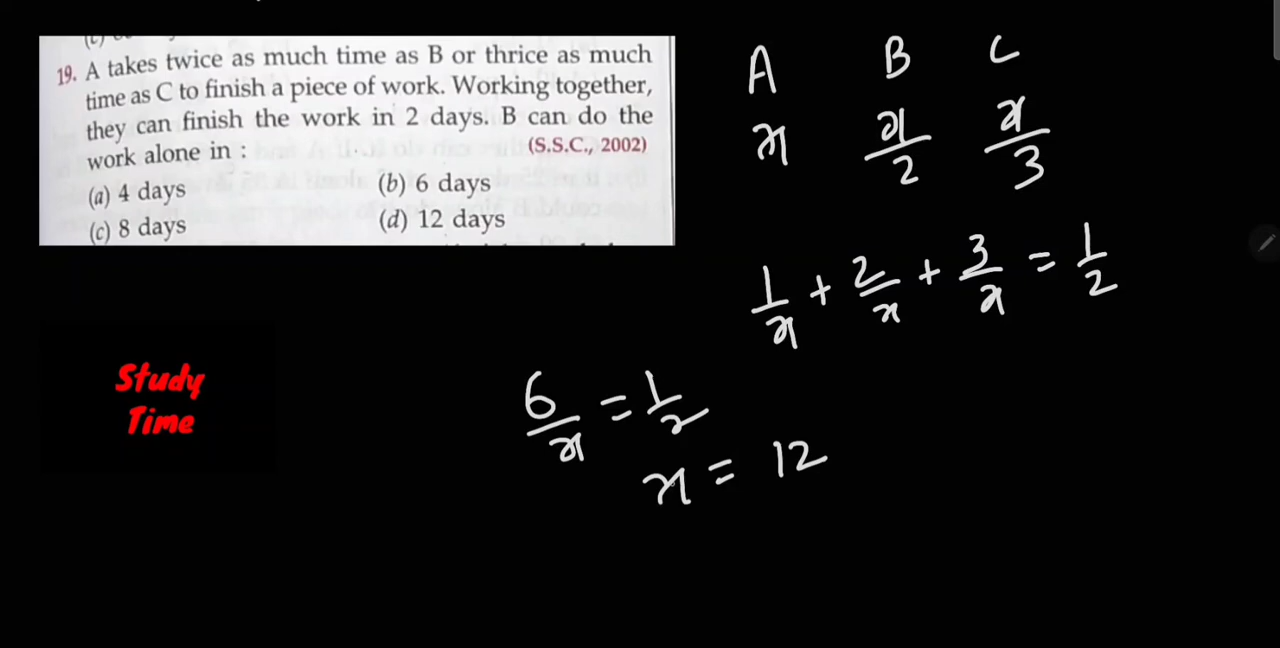 19. A takes twice as much time as B or thrice as much
time as C to finish a piece of work. Working together,
they can finish the work in 2 days. B can do the
work alone in :
(S.S.C., 2002)
(a) 4 days
(b) 6 days
(c) 8 days
(d) 12 days
A B C
x x/2 x/3
1/x + 2/x + 3/x = 1/2
6/x = 1/2
x = 12
Study
Time